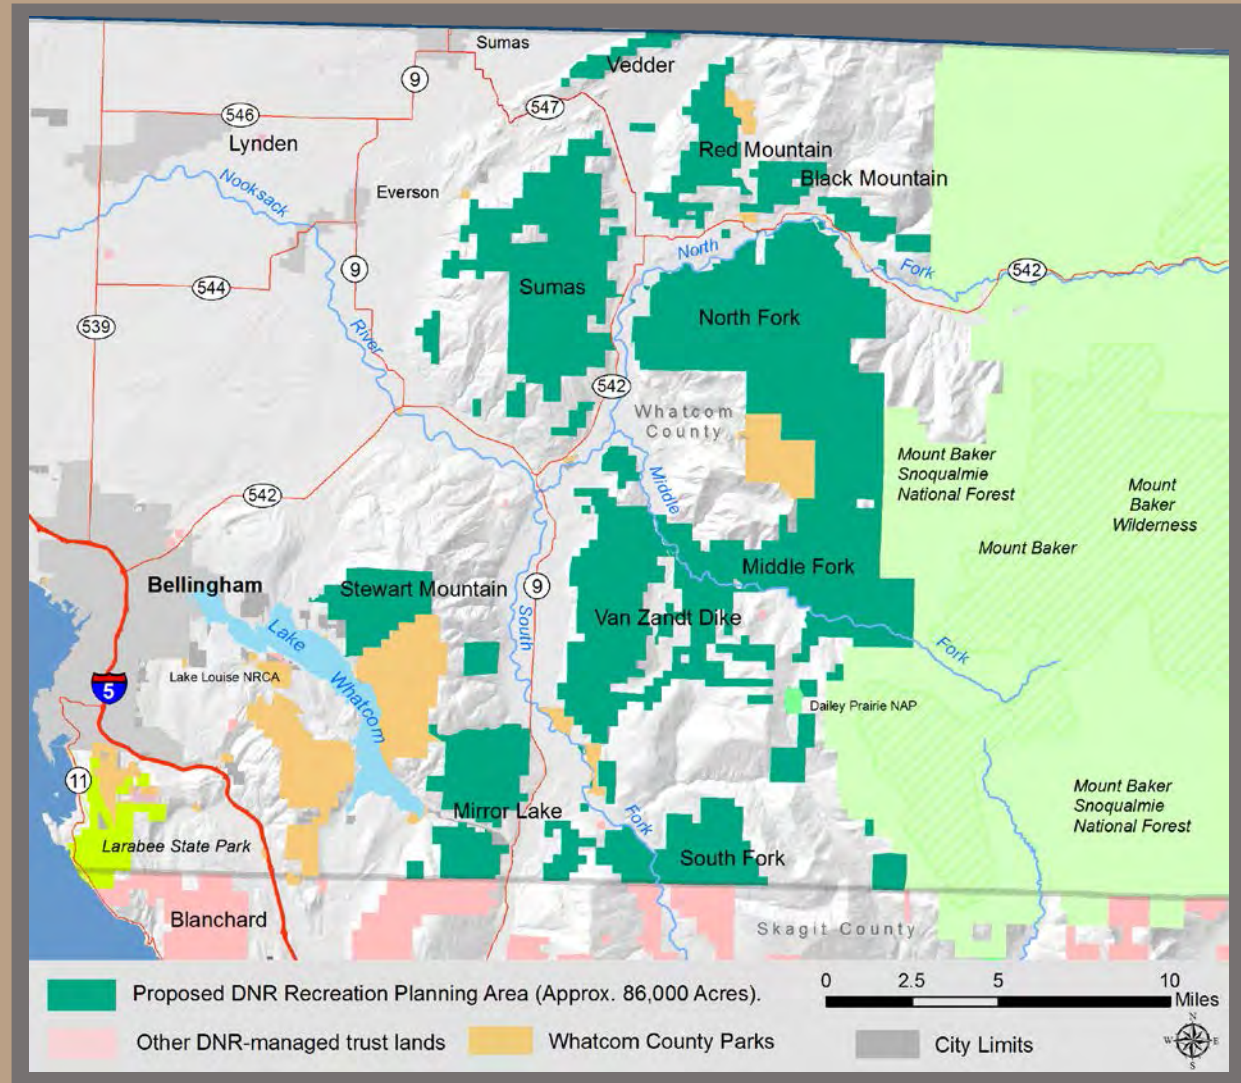 Sumas
Vedder
9
547
546
Lynden
Red Mountain
Black Mountain
Nooksack
Everson
North
Fork
542
9
544
Sumas
North Fork
539
River
542
Whatcom
County
Mount Baker
Snoqualmie
National Forest
Middle
Mount
Baker
Wilderness
542
Mount Baker
Middle Fork
Bellingham
Stewart Mountain
9
Van Zandt Dike
South
Lake
Fork
Lake Louise NRCA
5
Whatcom
Dailey Prairie NAP
11
Mount Baker
Snoqualmie
National Forest
Mirror Lake
Fork
Larabee State Park
South Fork
Blanchard
Skagit County
Proposed DNR Recreation Planning Area (Approx. 86,000 Acres).
0 2.5 5 10
Miles
Other DNR-managed trust lands
Whatcom County Parks
City Limits
N
W E
S